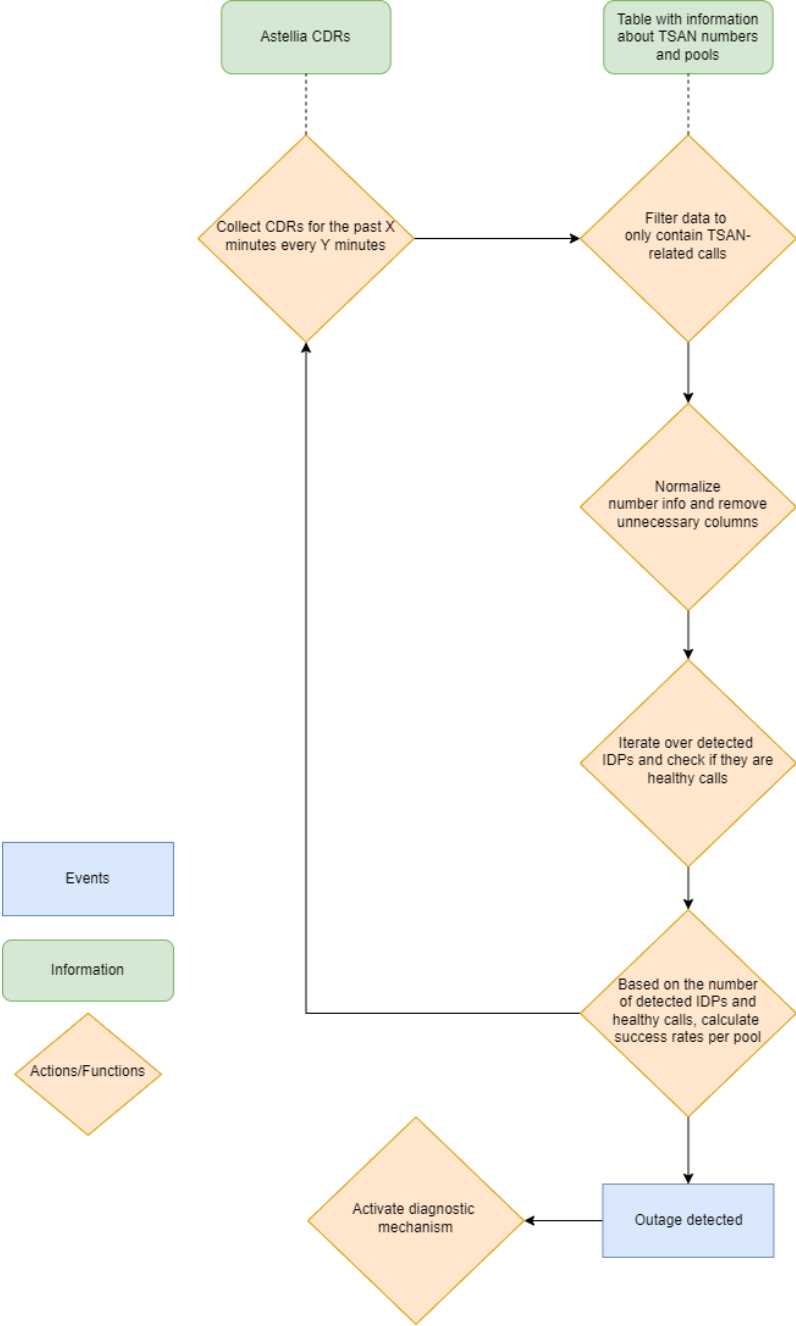 Astellia CDRs
Table with information
about TSAN numbers
and pools
Collect CDRs for the past X
minutes every Y minutes
Filter data to
only contain TSAN-
related calls
Normalize
number info and remove
unnecessary columns
Iterate over detected
IDPs and check if they are
healthy calls
Events
Information
Actions/Functions
Based on the number
of detected IDPs and
healthy calls, calculate
success rates per pool
Activate diagnostic
mechanism
Outage detected